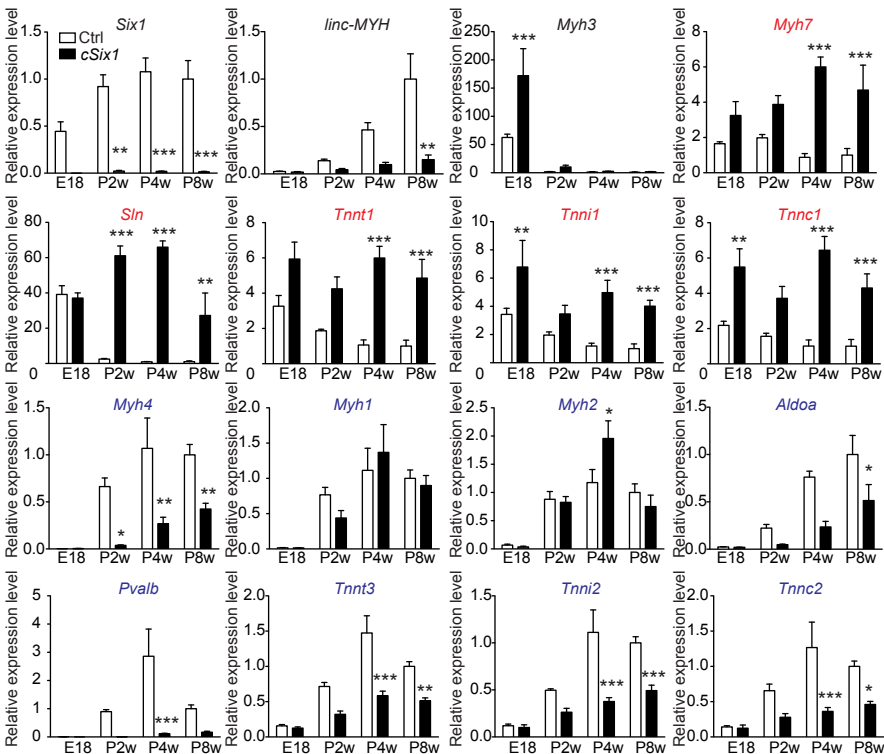 Six1
Relative expression level
1.5
1.0
0.5
0.0
Ctrl
cSix1
**
***
***
E18 P2w P4w P8w
linc-MYH
Relative expression level
1.5
1.0
0.5
0.0
**
E18 P2w P4w P8w
Myh3
Relative expression level
250
200
150
100
50
0
***
E18 P2w P4w P8w
Myh7
Relative expression level
8
6
4
2
0
***
***
E18 P2w P4w P8w
Sln
Relative expression level
80
60
40
20
0
***
***
**
E18 P2w P4w P8w
Tnnt1
Relative expression level
8
6
4
2
0
***
***
E18 P2w P4w P8w
Tnni1
Relative expression level
10
8
6
4
2
0
**
***
***
E18 P2w P4w P8w
Tnnc1
Relative expression level
8
6
4
2
0
**
***
***
E18 P2w P4w P8w
Myh4
Relative expression level
1.5
1.0
0.5
0.0
*
**
**
E18 P2w P4w P8w
Myh1
Relative expression level
2.0
1.5
1.0
0.5
0.0
E18 P2w P4w P8w
Myh2
Relative expression level
2.5
2.0
1.5
1.0
0.5
0.0
*
E18 P2w P4w P8w
Aldoa
Relative expression level
1.5
1.0
0.5
0.0
*
E18 P2w P4w P8w
Pvalb
Relative expression level
5
4
3
2
1
0
***
E18 P2w P4w P8w
Tnnt3
Relative expression level
2.0
1.5
1.0
0.5
0.0
***
**
E18 P2w P4w P8w
Tnni2
Relative expression level
1.5
1.0
0.5
0.0
***
***
E18 P2w P4w P8w
Tnnc2
Relative expression level
2.0
1.5
1.0
0.5
0.0
***
*
E18 P2w P4w P8w